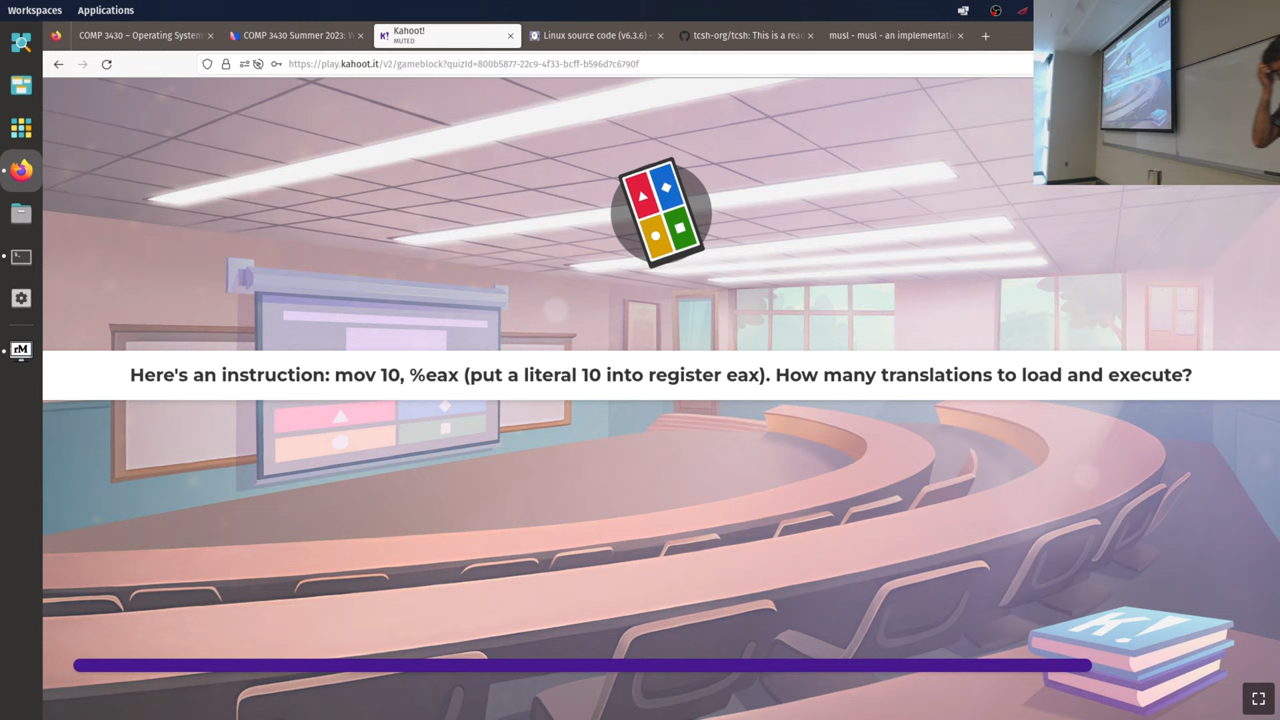 Workspaces Applications
COMP 3430 – Operating System
COMP 3430 Summer 2023:
Kahoot!
MUTED
Linux source code (v6.3.6) -
tcsh-org/tcsh: This is a rea
musl - musl - an implementati
https://play.kahoot.it/v2/gameblock?quizId=800b5877-22c9-4f33-bcff-b596d7c6790f
Here's an instruction: mov 10, %eax (put a literal 10 into register eax). How many translations to load and execute?
K!
rM